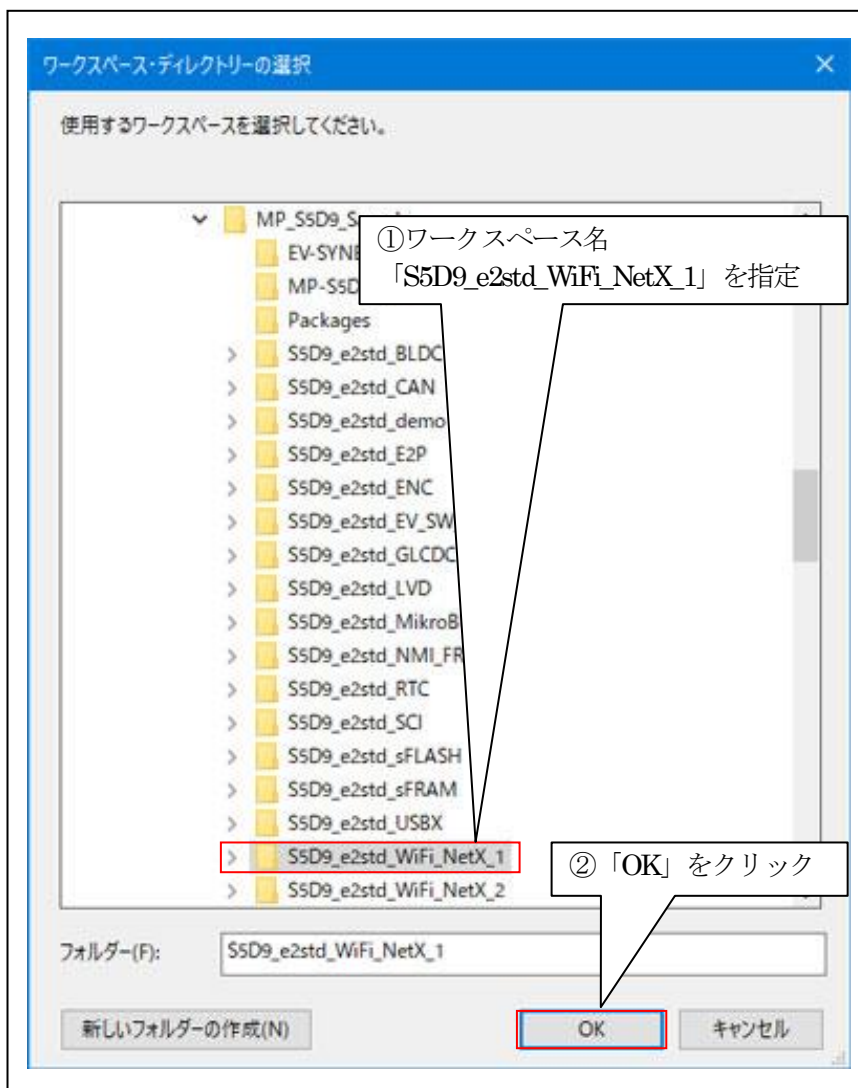 ワークスペース・ディレクトリーの選択
使用するワークスペースを選択してください。
MP_S5D9_S
①ワークスペース名
「S5D9_e2std_WiFi_NetX_1」を指定
EV-SYNE
MP-S5D
Packages
S5D9_e2std_BLDC
S5D9_e2std_CAN
S5D9_e2std_demo
S5D9_e2std_E2P
S5D9_e2std_ENC
S5D9_e2std_EV_SW
S5D9_e2std_GLCDC
S5D9_e2std_LVD
S5D9_e2std_MikroB
S5D9_e2std_NMI_FR
S5D9_e2std_RTC
S5D9_e2std_SCI
S5D9_e2std_sFLASH
S5D9_e2std_sFRAM
S5D9_e2std_USBX
S5D9_e2std_WiFi_NetX_1
②「OK」をクリック
S5D9_e2std_WiFi_NetX_2
フォルダー(F): S5D9_e2std_WiFi_NetX_1
新しいフォルダーの作成(N) OK キャンセル